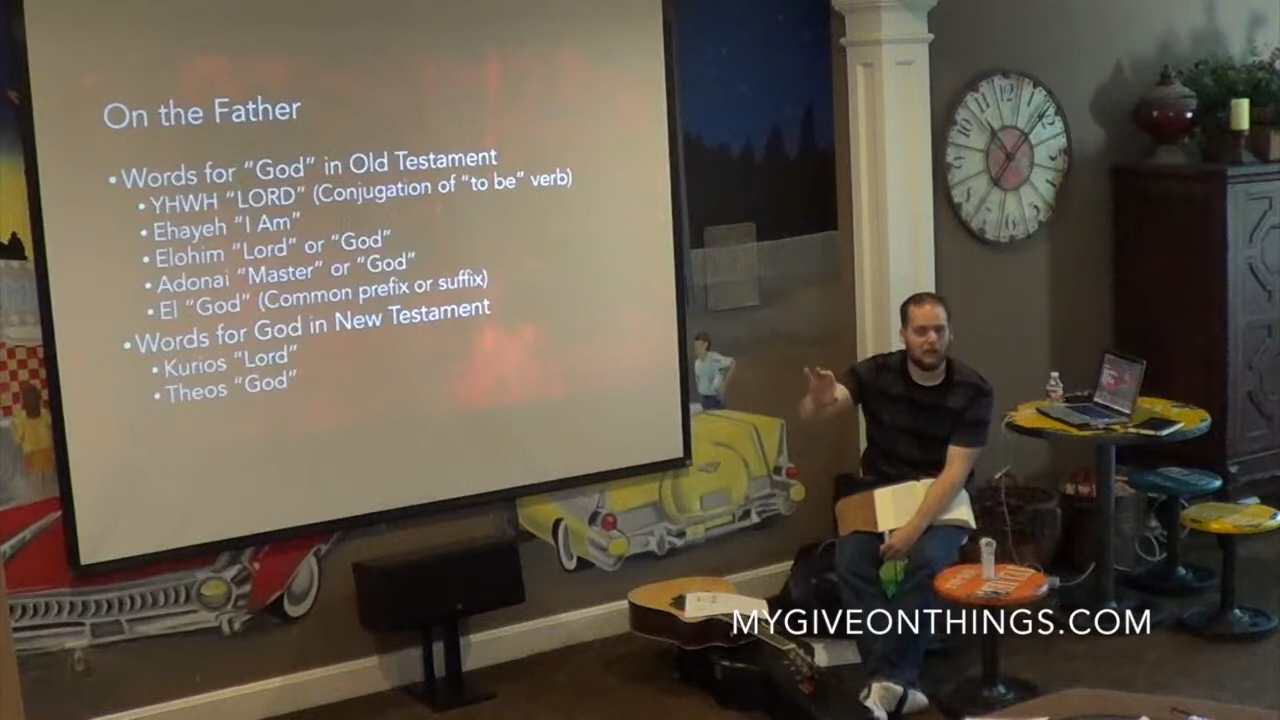 On the Father
• Words for “God” in Old Testament
• YHWH “LORD” (Conjugation of “to be” verb)
• Ehayeh “I Am”
• Elohim “Lord” or “God”
• Adonai “Master” or “God”
• El “God” (Common prefix or suffix)
• Words for God in New Testament
• Kurios “Lord”
• Theos “God”
MYGIVEONTHINGS.COM